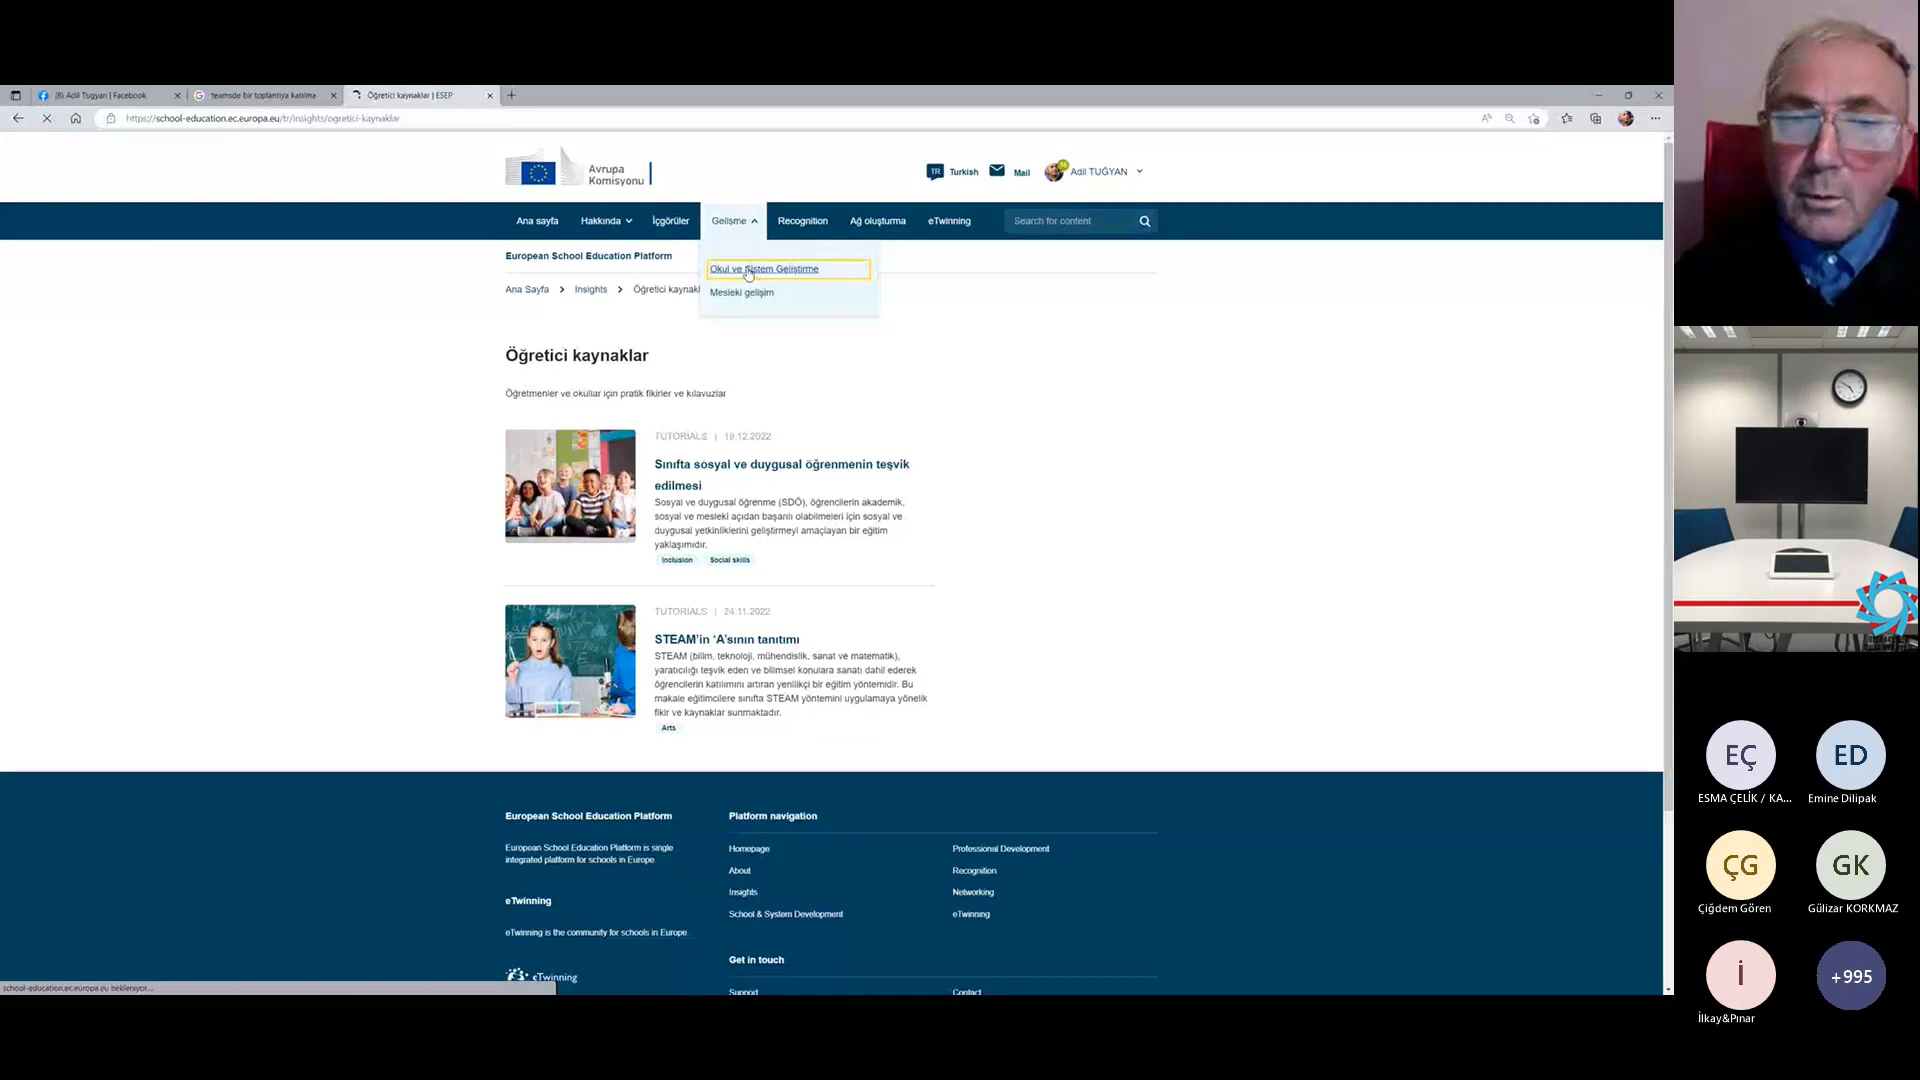 (8) Adil Tugyan | Facebook
teamsde bir toplantıya katılma
Öğretici kaynaklar | ESEP
https://school-education.ec.europa.eu/tr/insights/ogretici-kaynaklar
Avrupa
Komisyonu
TR Turkish
Mail
Adil TUĞYAN
Ana sayfa
Hakkında
İçgörüler
Gelişme
Recognition
Ağ oluşturma
eTwinning
Search for content
European School Education Platform
Okul ve Sistem Geliştirme
Mesleki gelişim
Ana Sayfa
Insights
Öğretici kaynakl
Öğretici kaynaklar
Öğretmenler ve okullar için pratik fikirler ve kılavuzlar
TUTORIALS | 19.12.2022
Sınıfta sosyal ve duygusal öğrenmenin teşvik
edilmesi
Sosyal ve duygusal öğrenme (SDÖ), öğrencilerin akademik,
sosyal ve mesleki açıdan başarılı olabilmeleri için sosyal ve
duygusal yetkinliklerini geliştirmeyi amaçlayan bir eğitim
yaklaşımıdır.
Inclusion
Social skills
TUTORIALS | 24.11.2022
STEAM’in ‘A’sının tanıtımı
STEAM (bilim, teknoloji, mühendislik, sanat ve matematik),
yaratıcılığı teşvik eden ve bilimsel konulara sanatı dahil ederek
öğrencilerin katılımını artıran yenilikçi bir eğitim yöntemidir. Bu
makale eğitimcilere sınıfta STEAM yöntemini uygulamaya yönelik
fikir ve kaynaklar sunmaktadır.
Arts
European School Education Platform
European School Education Platform is single
integrated platform for schools in Europe.
eTwinning
eTwinning is the community for schools in Europe.
eTwinning
Platform navigation
Homepage
About
Insights
School & System Development
Professional Development
Recognition
Networking
eTwinning
Get in touch
Support
Contact
school-education.ec.europa.eu bekleniyor...
EÇ
ESMA ÇELİK / KA...
ED
Emine Dilipak
ÇG
Çiğdem Gören
GK
Gülizar KORKMAZ
İ
İlkay&Pınar
+995